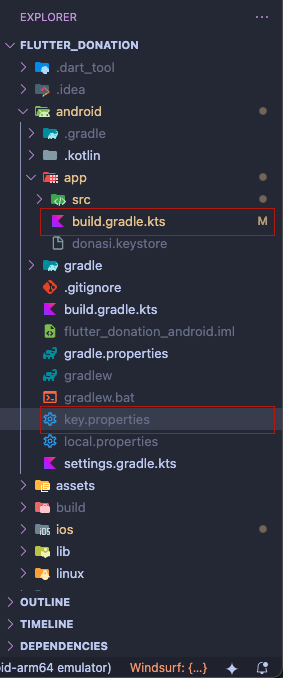 EXPLORER
FLUTTER_DONATION
.dart_tool
.idea
android
.gradle
.kotlin
app
src
build.gradle.kts M
donasi.keystore
gradle
.gitignore
build.gradle.kts
flutter_donation_android.iml
gradle.properties
gradlew
gradlew.bat
key.properties
local.properties
settings.gradle.kts
assets
build
iOS ios
lib
linux
OUTLINE
TIMELINE
DEPENDENCIES
oid-arm64 emulator) Windsurf: {...}